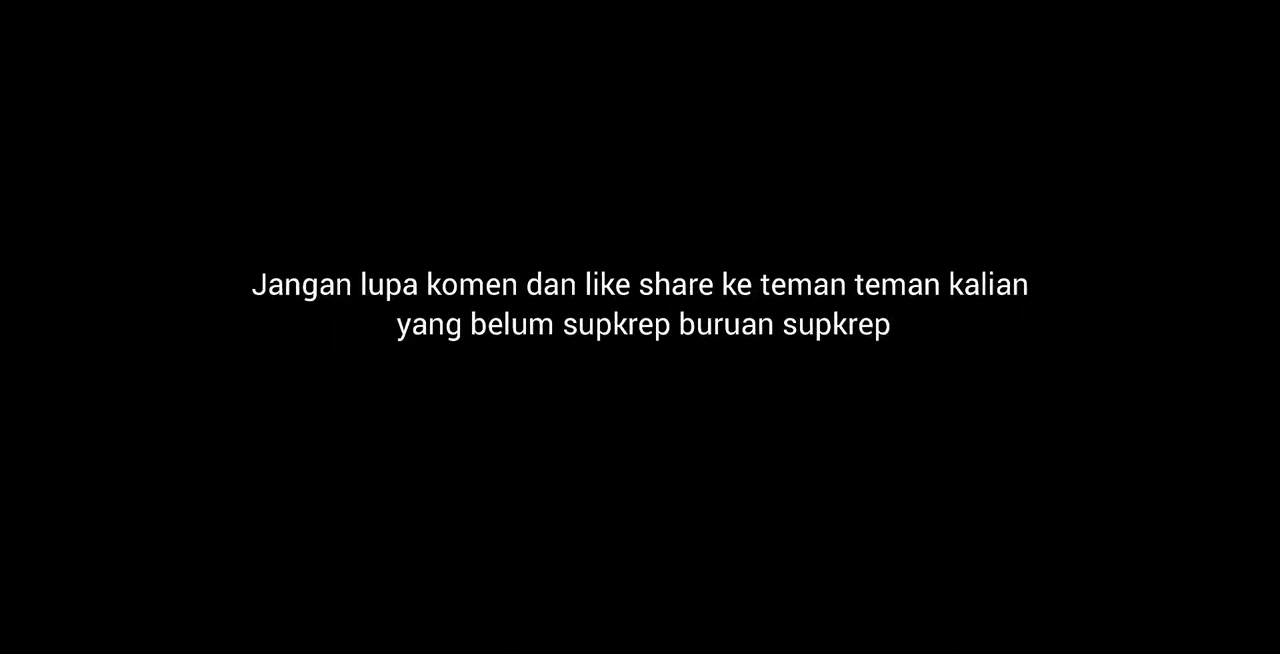 Jangan lupa komen dan like share ke teman teman kalian
yang belum supkrep buruan supkrep